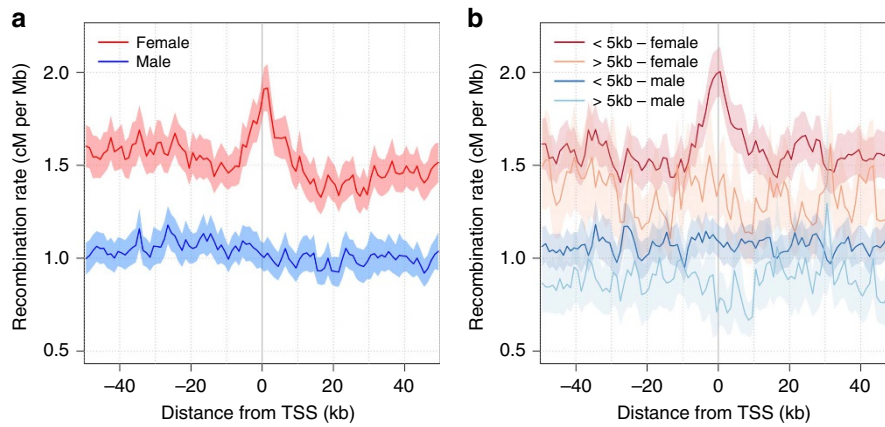 a
Female
Male
2.0
1.5
1.0
0.5
Recombination rate (cM per Mb)
–40
–20
0
20
40
Distance from TSS (kb)
b
< 5kb – female
> 5kb – female
< 5kb – male
> 5kb – male
2.0
1.5
1.0
0.5
Recombination rate (cM per Mb)
–40
–20
0
20
40
Distance from TSS (kb)